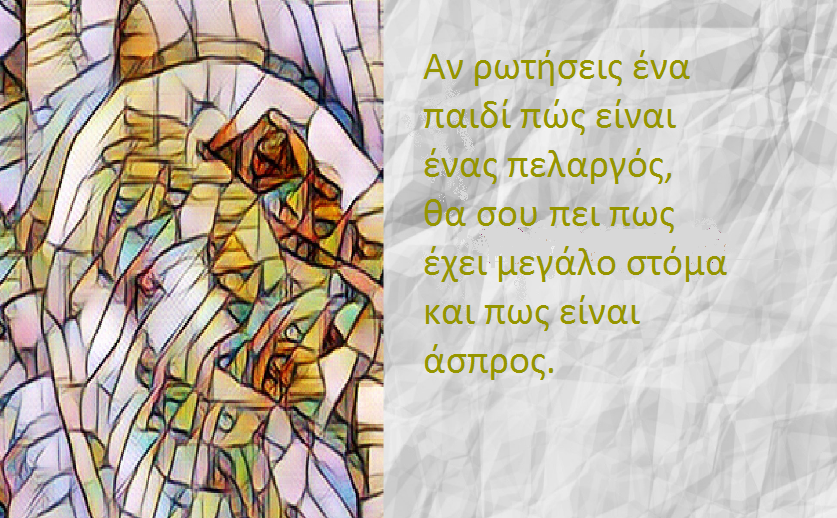 Αν ρωτήσεις ένα
παιδί πώς είναι
ένας πελαργός,
θα σου πει πως
έχει μεγάλο στόμα
και πως είναι
άσπρος.